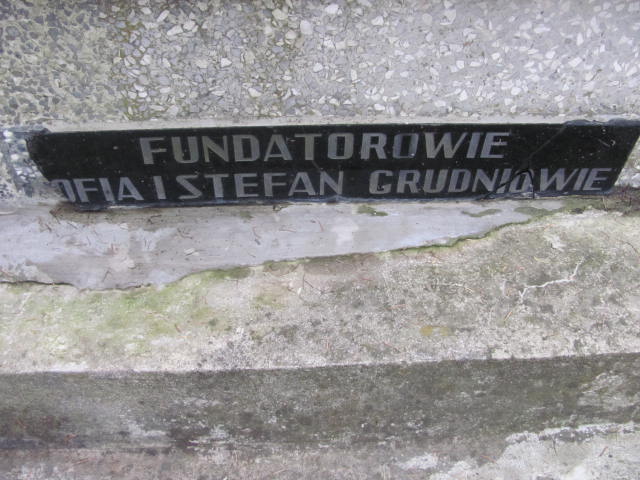 FUNDATOROWIE
OFIA I STEFAN GRUDNIOWIE